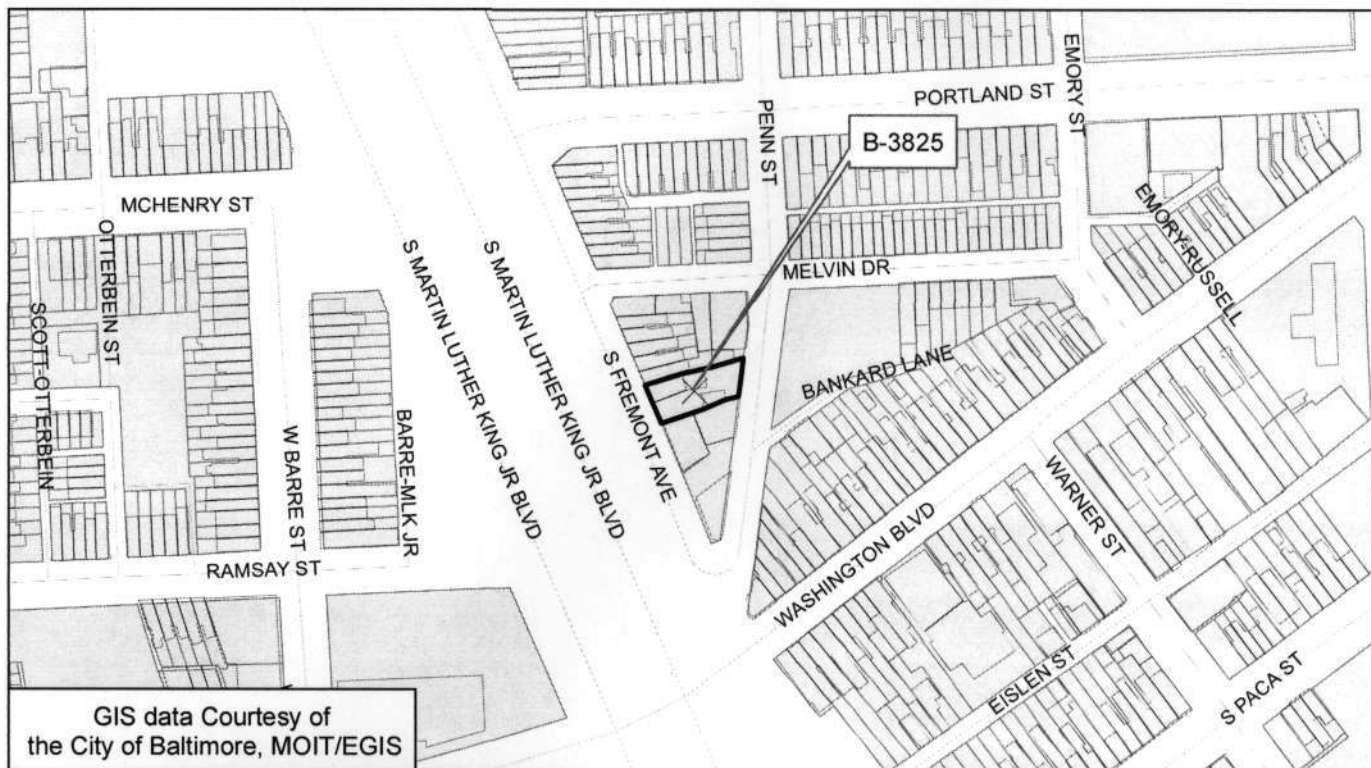 EMORY ST
PORTLAND ST
PENN ST
B-3825
MCHENRY ST
OTTERBEIN ST
SCOTT-OTTERBEIN
S MARTIN LUTHER KING JR BLVD
S MARTIN LUTHER KING JR BLVD
EMORY-RUSSELL
MELVIN DR
S FREMONT AVE
BANKARD LANE
W BARRE ST
BARRE-MLK JR
WARNER ST
WASHINGTON BLVD
RAMSAY ST
EISLEN ST
S PACA ST
GIS data Courtesy of
the City of Baltimore, MOIT/EGIS